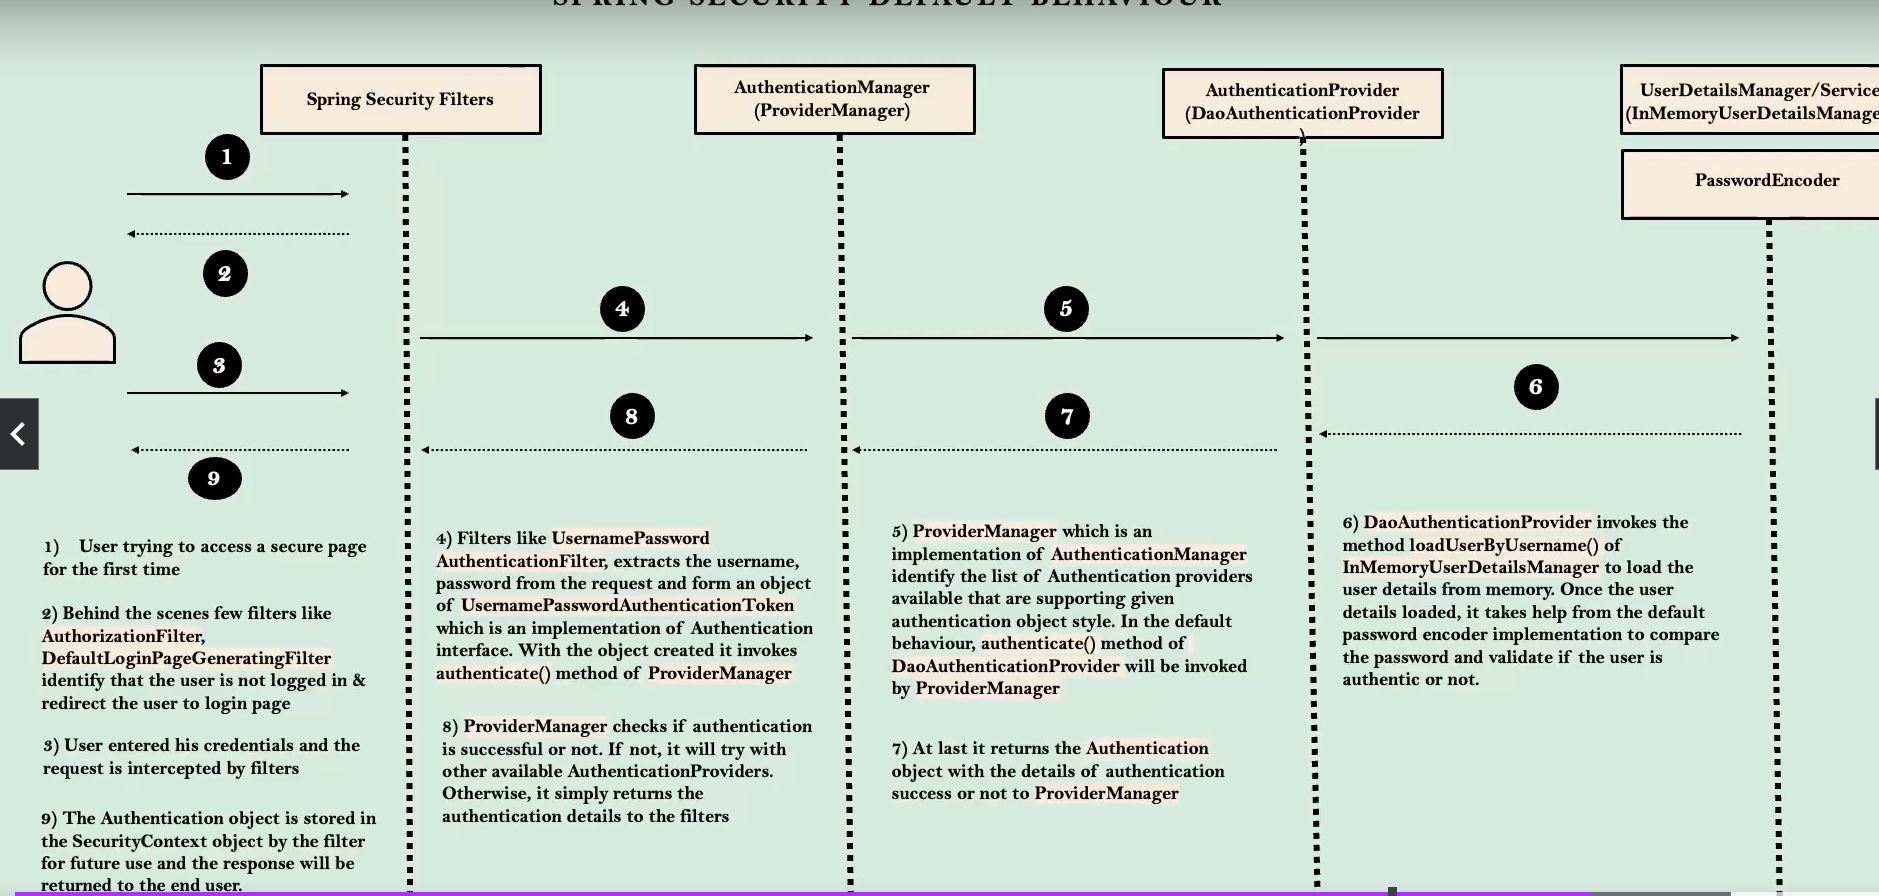 SPRING SECURITY DEFAULT BEHAVIOUR
Spring Security Filters
AuthenticationManager
(ProviderManager)
AuthenticationProvider
(DaoAuthenticationProvider
)
UserDetailsManager/Service
(InMemoryUserDetailsManage
PasswordEncoder
1
2
3
4
5
6
7
8
9
1) User trying to access a secure page
for the first time
2) Behind the scenes few filters like
AuthorizationFilter,
DefaultLoginPageGeneratingFilter
identify that the user is not logged in &
redirect the user to login page
3) User entered his credentials and the
request is intercepted by filters
9) The Authentication object is stored in
the SecurityContext object by the filter
for future use and the response will be
returned to the end user.
4) Filters like UsernamePassword
AuthenticationFilter, extracts the username,
password from the request and form an object
of UsernamePasswordAuthenticationToken
which is an implementation of Authentication
interface. With the object created it invokes
authenticate() method of ProviderManager
8) ProviderManager checks if authentication
is successful or not. If not, it will try with
other available AuthenticationProviders.
Otherwise, it simply returns the
authentication details to the filters
5) ProviderManager which is an
implementation of AuthenticationManager
identify the list of Authentication providers
available that are supporting given
authentication object style. In the default
behaviour, authenticate() method of
DaoAuthenticationProvider will be invoked
by ProviderManager
7) At last it returns the Authentication
object with the details of authentication
success or not to ProviderManager
6) DaoAuthenticationProvider invokes the
method loadUserByUsername() of
InMemoryUserDetailsManager to load the
user details from memory. Once the user
details loaded, it takes help from the default
password encoder implementation to compare
the password and validate if the user is
authentic or not.